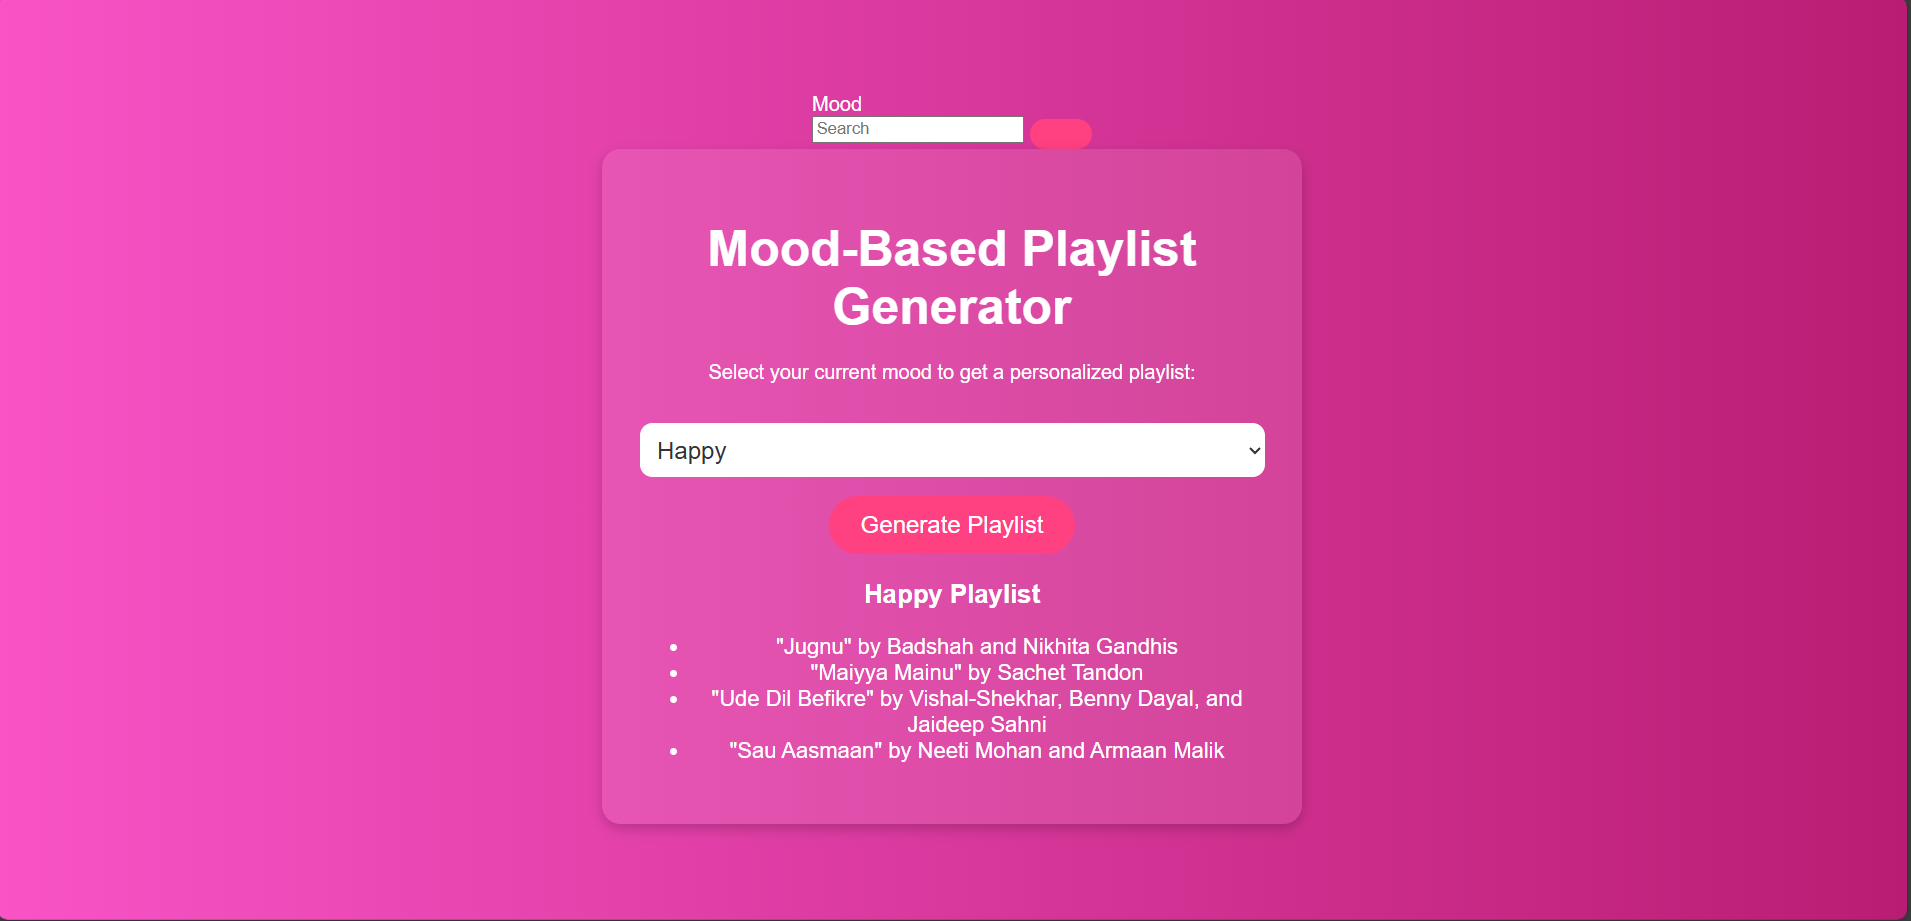 Mood
Search
Mood-Based Playlist
Generator
Select your current mood to get a personalized playlist:
Happy
Generate Playlist
Happy Playlist
"Jugnu" by Badshah and Nikhita Gandhis
"Maiyya Mainu" by Sachet Tandon
"Ude Dil Befikre" by Vishal-Shekhar, Benny Dayal, and
Jaideep Sahni
"Sau Aasmaan" by Neeti Mohan and Armaan Malik